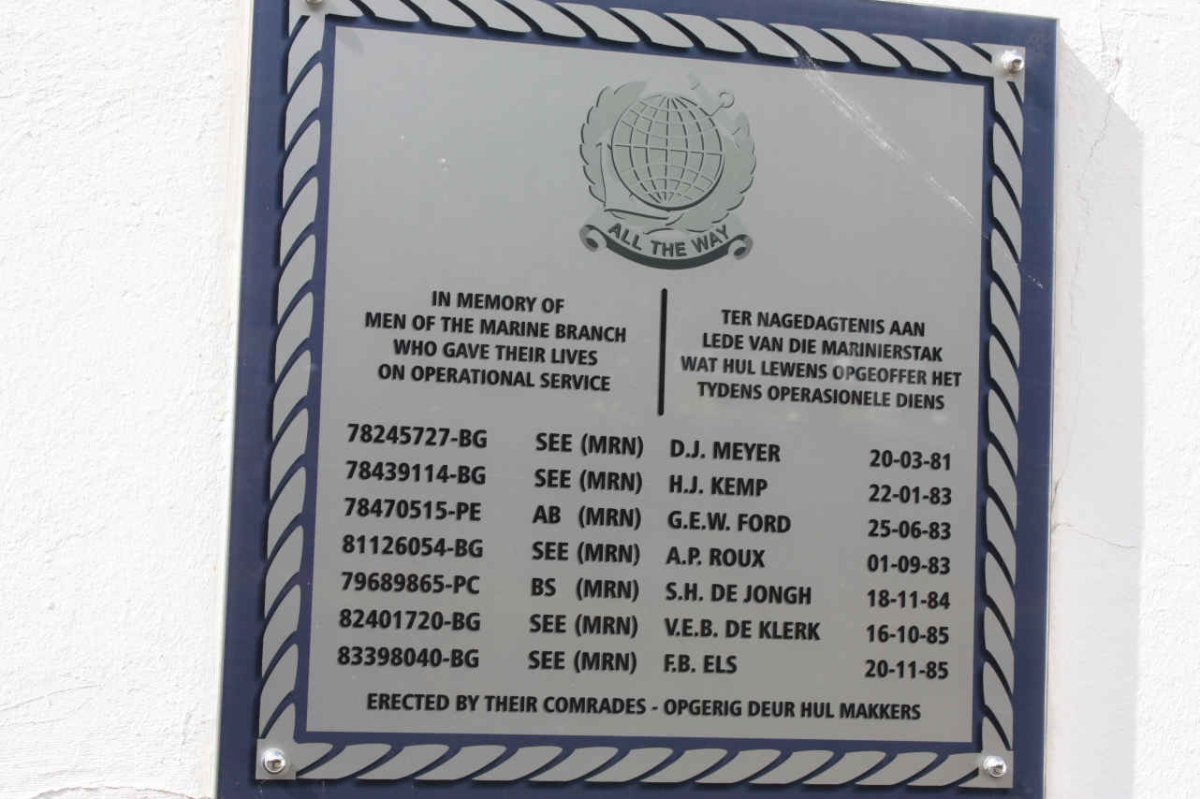 ALL THE WAY
IN MEMORY OF
MEN OF THE MARINE BRANCH
WHO GAVE THEIR LIVES
ON OPERATIONAL SERVICE
TER NAGEDAGTENIS AAN
LEDE VAN DIE MARINIERSTAK
WAT HUL LEWENS OPGEOFFER HET
TYDENS OPERASIONELE DIENS
78245727-BG SEE (MRN) D.J. MEYER 20-03-81
78439114-BG SEE (MRN) H.J. KEMP 22-01-83
78470515-PE AB (MRN) G.E.W. FORD 25-06-83
81126054-BG SEE (MRN) A.P. ROUX 01-09-83
79689865-PC BS (MRN) S.H. DE JONGH 18-11-84
82401720-BG SEE (MRN) V.E.B. DE KLERK 16-10-85
83398040-BG SEE (MRN) F.B. ELS 20-11-85
ERECTED BY THEIR COMRADES - OPGERIG DEUR HUL MAKKERS